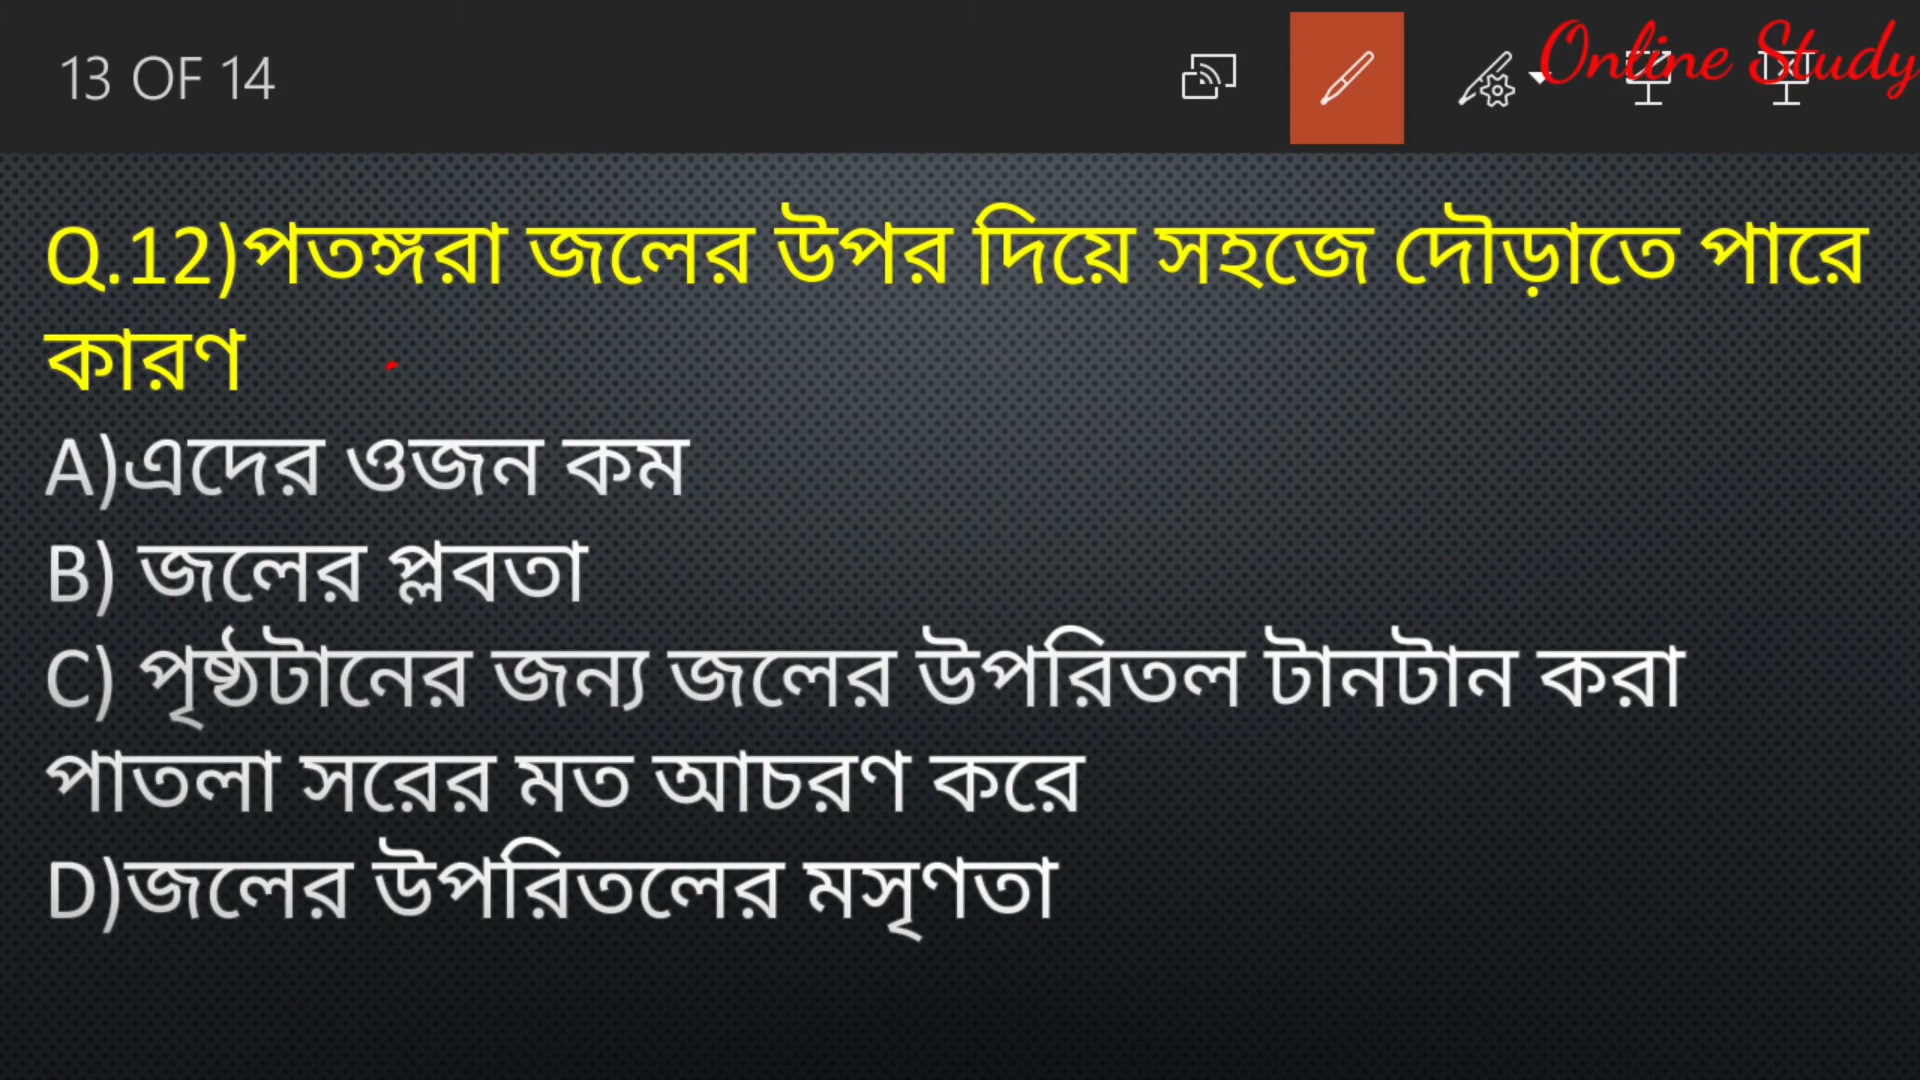 13 OF 14
Online Study
Q.12)পতঙ্গরা জলের উপর দিয়ে সহজে দৌড়াতে পারে
কারণ
A)এদের ওজন কম
B) জলের প্লবতা
C) পৃষ্ঠটানের জন্য জলের উপরিতল টানটান করা
পাতলা সরের মত আচরণ করে
D)জলের উপরিতলের মসৃণতা